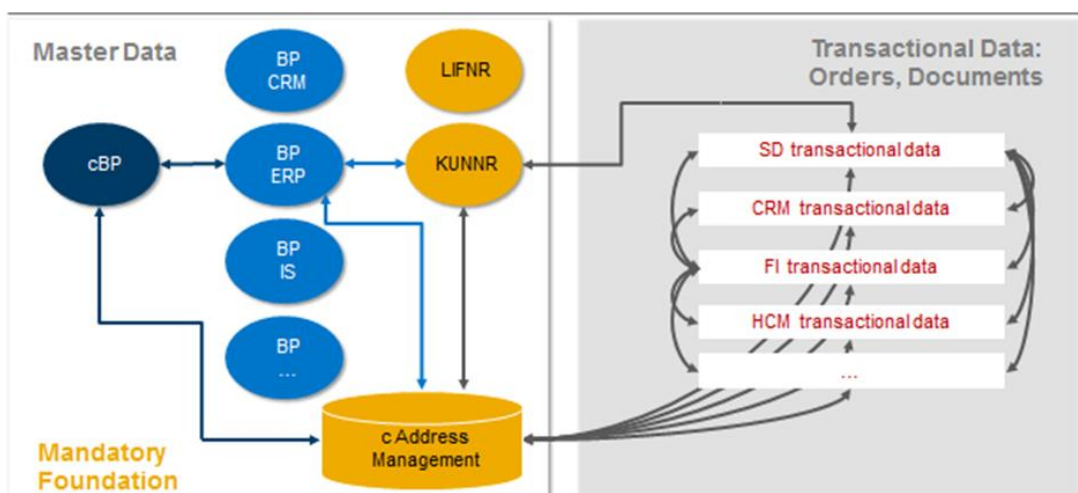 Master Data
BP
CRM
LIFNR
cBP
BP
ERP
KUNNR
BP
IS
BP
...
c Address
Management
Mandatory
Foundation
Transactional Data:
Orders, Documents
SD transactional data
CRM transactional data
FI transactional data
HCM transactional data
...